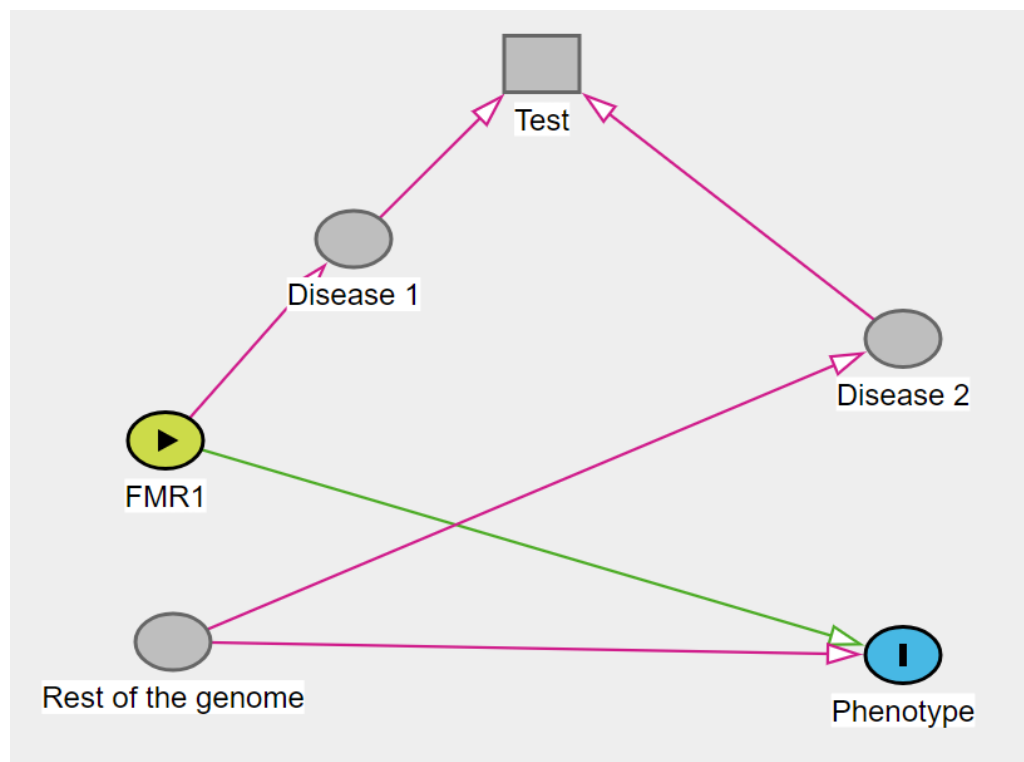 Test
Disease 1
Disease 2
FMR1
Rest of the genome
Phenotype